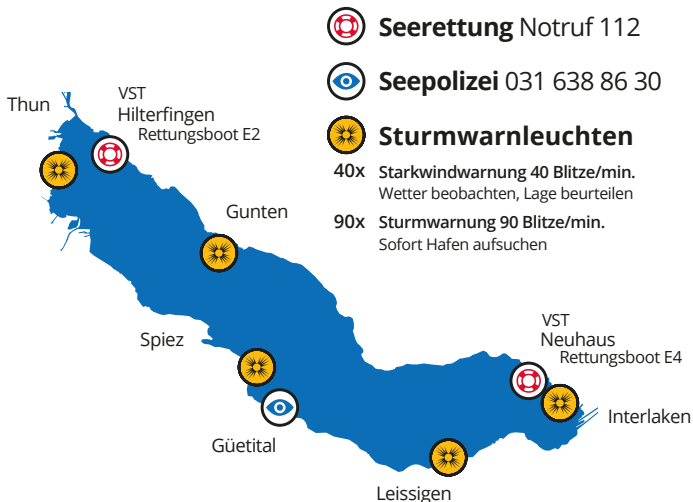 Seerettung Notruf 112
Seepolizei 031 638 86 30
Sturmwarnleuchten
40x Starkwindwarnung 40 Blitze/min.
Wetter beobachten, Lage beurteilen
90x Sturmwarnung 90 Blitze/min.
Sofort Hafen aufsuchen
Thun
VST
Hilterfingen
Rettungsboot E2
Gunten
Spiez
Güetital
VST
Neuhaus
Rettungsboot E4
Interlaken
Leissigen